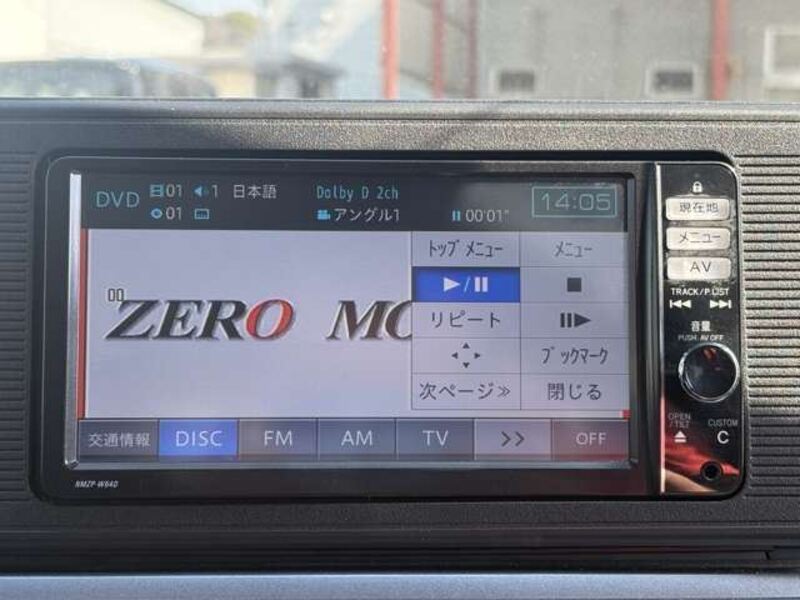 DVD 01 1 日本語 Dolby D 2ch 14:05
01 アングル1 00'01"
トップ メニュー メニュー
ZERO MO
リピート
ブックマーク
次ページ 閉じる
交通情報 DISC FM AM TV >> OFF
NMZP-W64D
現在地
メニュー
AV
TRACK/P.LIST
音量
PUSH: AV OFF
OPEN
/TILT
CUSTOM
C